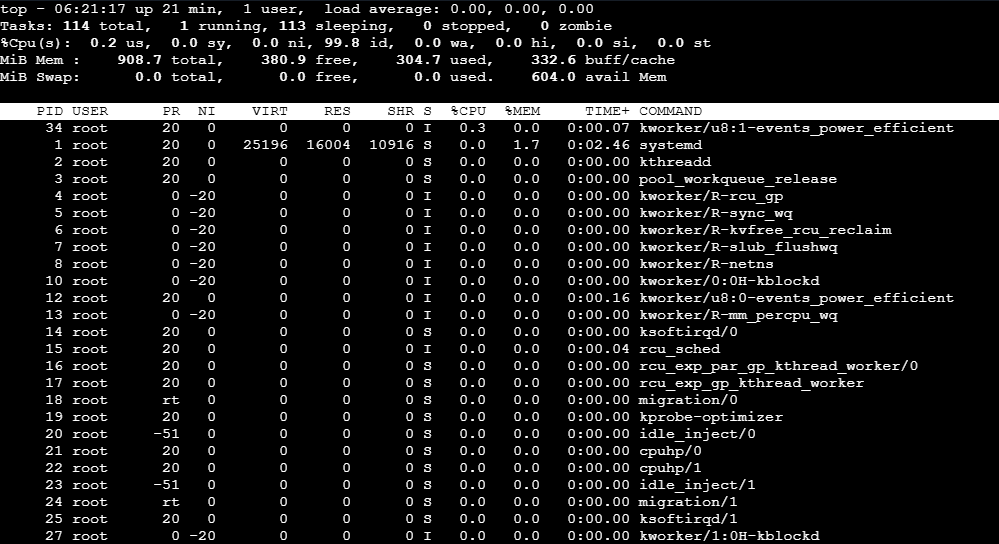 top - 06:21:17 up 21 min,  1 user,  load average: 0.00, 0.00, 0.00
Tasks: 114 total,   1 running, 113 sleeping,   0 stopped,   0 zombie
%Cpu(s):  0.2 us,  0.0 sy,  0.0 ni, 99.8 id,  0.0 wa,  0.0 hi,  0.0 si,  0.0 st
MiB Mem :    908.7 total,    380.9 free,    304.7 used,    332.6 buff/cache
MiB Swap:      0.0 total,      0.0 free,      0.0 used.    604.0 avail Mem
PID USER      PR  NI    VIRT    RES    SHR S  %CPU  %MEM     TIME+ COMMAND
34 root      20   0       0      0      0 I   0.3   0.0   0:00.07 kworker/u8:1-events_power_efficient
1 root      20   0   25196  16004  10916 S   0.0   1.7   0:02.46 systemd
2 root      20   0       0      0      0 S   0.0   0.0   0:00.00 kthreadd
3 root      20   0       0      0      0 S   0.0   0.0   0:00.00 pool_workqueue_release
4 root       0 -20       0      0      0 I   0.0   0.0   0:00.00 kworker/R-rcu_gp
5 root       0 -20       0      0      0 I   0.0   0.0   0:00.00 kworker/R-sync_wq
6 root       0 -20       0      0      0 I   0.0   0.0   0:00.00 kworker/R-kvfree_rcu_reclaim
7 root       0 -20       0      0      0 I   0.0   0.0   0:00.00 kworker/R-slub_flushwq
8 root       0 -20       0      0      0 I   0.0   0.0   0:00.00 kworker/R-netns
10 root       0 -20       0      0      0 I   0.0   0.0   0:00.00 kworker/0:0H-kblockd
12 root      20   0       0      0      0 I   0.0   0.0   0:00.16 kworker/u8:0-events_power_efficient
13 root       0 -20       0      0      0 I   0.0   0.0   0:00.00 kworker/R-mm_percpu_wq
14 root      20   0       0      0      0 S   0.0   0.0   0:00.00 ksoftirqd/0
15 root      20   0       0      0      0 I   0.0   0.0   0:00.04 rcu_sched
16 root      20   0       0      0      0 S   0.0   0.0   0:00.00 rcu_exp_par_gp_kthread_worker/0
17 root      20   0       0      0      0 S   0.0   0.0   0:00.00 rcu_exp_gp_kthread_worker
18 root      rt   0       0      0      0 S   0.0   0.0   0:00.00 migration/0
19 root      20   0       0      0      0 S   0.0   0.0   0:00.00 kprobe-optimizer
20 root     -51   0       0      0      0 S   0.0   0.0   0:00.00 idle_inject/0
21 root      20   0       0      0      0 S   0.0   0.0   0:00.00 cpuhp/0
22 root      20   0       0      0      0 S   0.0   0.0   0:00.00 cpuhp/1
23 root     -51   0       0      0      0 S   0.0   0.0   0:00.00 idle_inject/1
24 root      rt   0       0      0      0 S   0.0   0.0   0:00.00 migration/1
25 root      20   0       0      0      0 S   0.0   0.0   0:00.00 ksoftirqd/1
27 root       0 -20       0      0      0 I   0.0   0.0   0:00.00 kworker/1:0H-kblockd